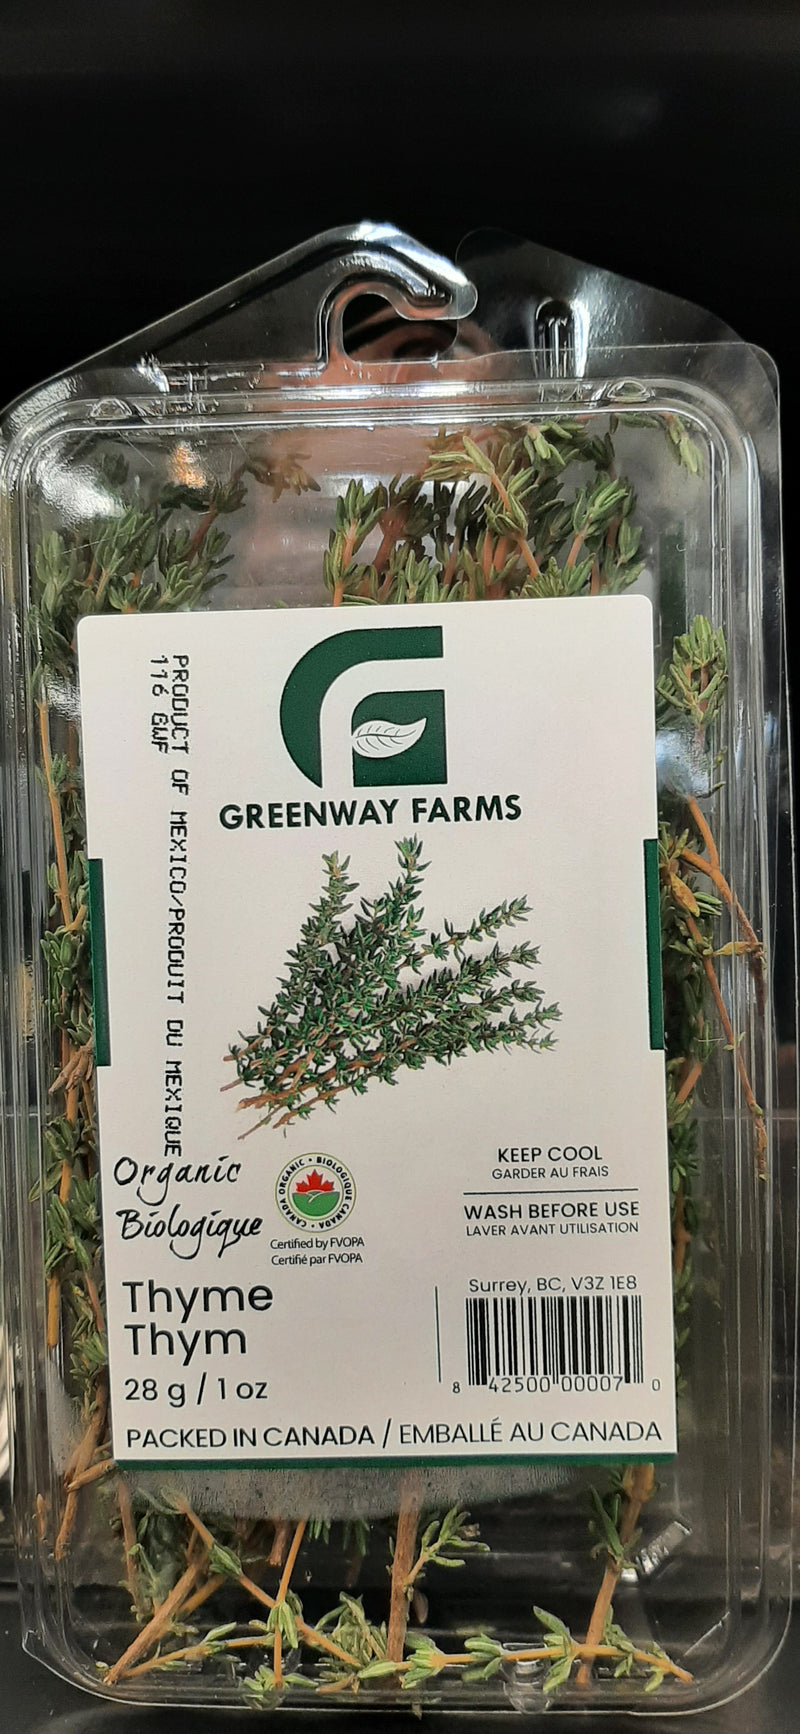 PRODUCT OF MEXICO/PRODUIT DU MEXIQUE
116 GWF
GREENWAY FARMS
Organic
Biologique
CANADA ORGANIC • BIOLOGIQUE CANADA •
Certified by FVOPA
Certifié par FVOPA
KEEP COOL
GARDER AU FRAIS
WASH BEFORE USE
LAVER AVANT UTILISATION
Thyme
Thym
28 g / 1 oz
Surrey, BC, V3Z 1E8
8 42500 00007 0
PACKED IN CANADA / EMBALLÉ AU CANADA